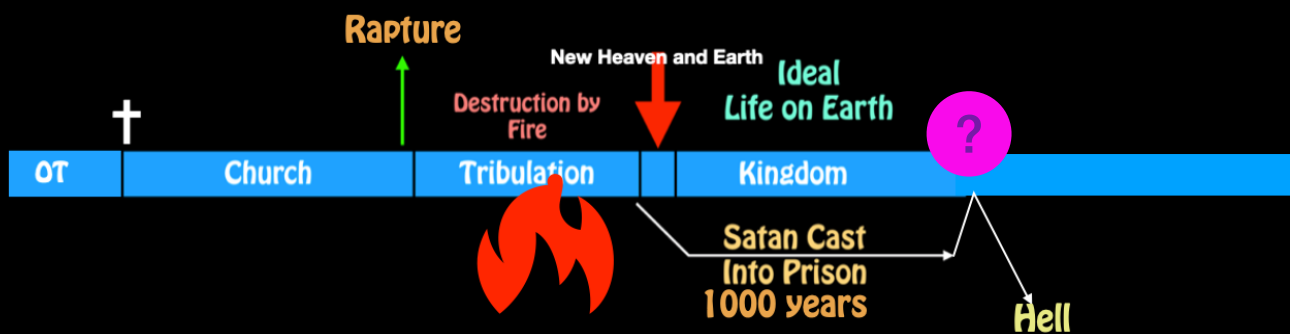 Rapture
New Heaven and Earth
Ideal
Life on Earth
Destruction by
Fire
?
OT
Church
Tribulation
Kingdom
Satan Cast
Into Prison
1000 years
Hell